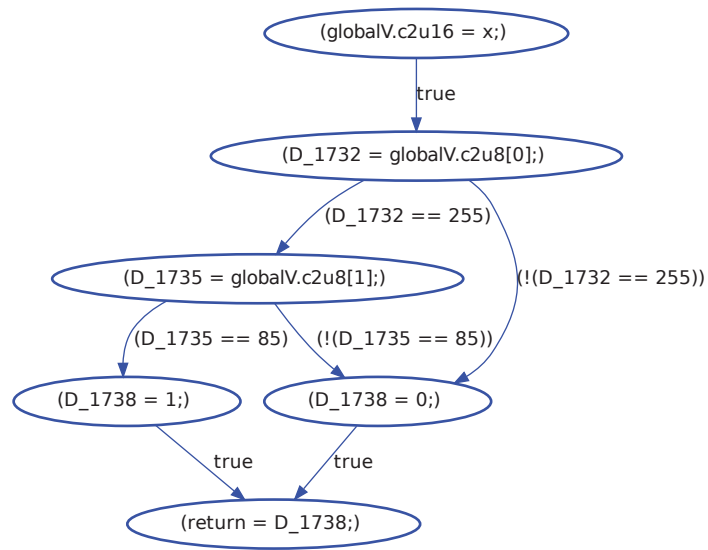 (globalV.c2u16 = x;)
true
(D_1732 = globalV.c2u8[0];)
(D_1732 == 255)
(D_1735 = globalV.c2u8[1];)
(!(D_1732 == 255))
(D_1735 == 85)
(!(D_1735 == 85))
(D_1738 = 1;)
(D_1738 = 0;)
true
true
(return = D_1738;)